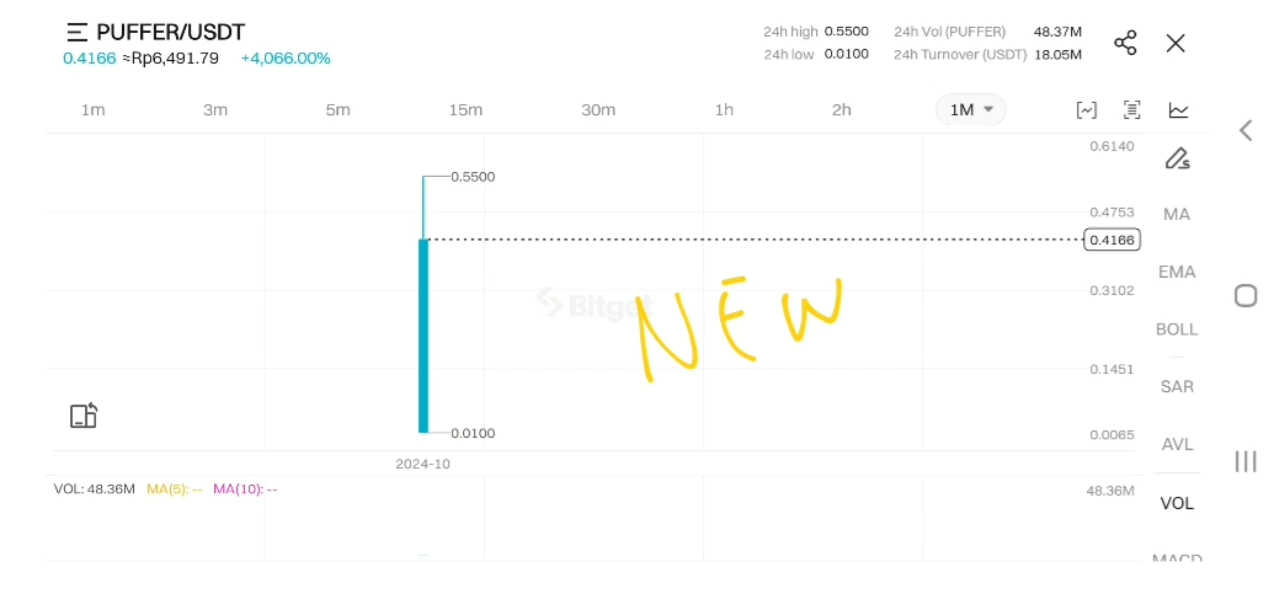 PUFFER/USDT
0.4166 ≈Rp6,491.79 +4,066.00%
24h high 0.5500 24h Vol (PUFFER) 48.37M
24h low 0.0100 24h Turnover (USDT) 18.05M
1m 3m 5m 15m 30m 1h 2h 1M
0.6140
0.5500
0.4753
0.4166
0.3102
0.1451
0.0100
0.0065
Bitget
NEW
2024-10
VOL: 48.36M MA(5): -- MA(10): --
48.36M
MA
EMA
BOLL
SAR
AVL
VOL
MACD